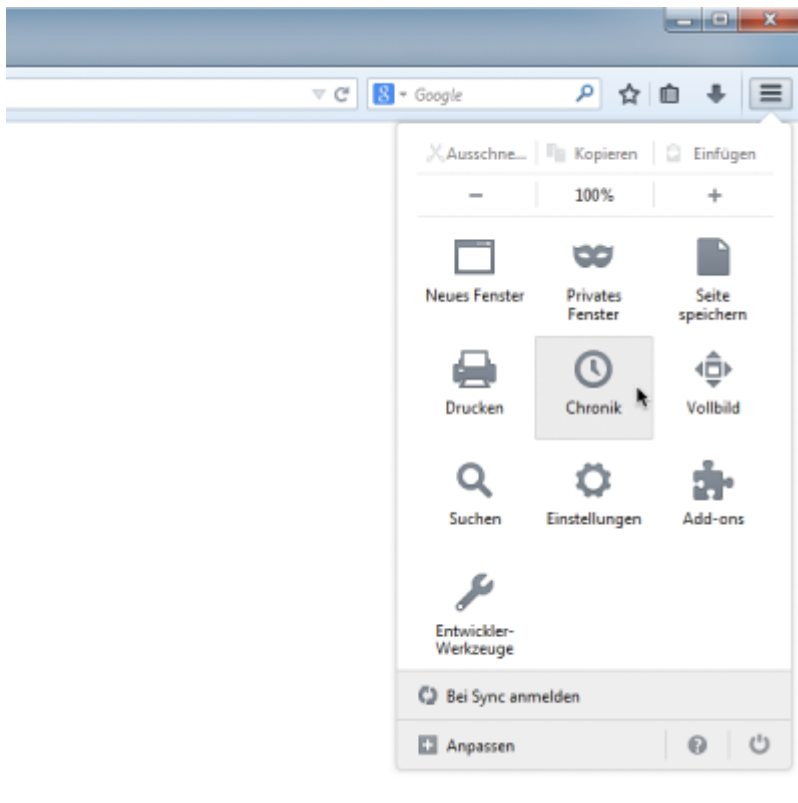 Google
Ausschne... Kopieren Einfügen
− 100% +
Neues Fenster
Privates
Fenster
Seite
speichern
Drucken
Chronik
Vollbild
Suchen
Einstellungen
Add-ons
Entwickler-
Werkzeuge
Bei Sync anmelden
Anpassen